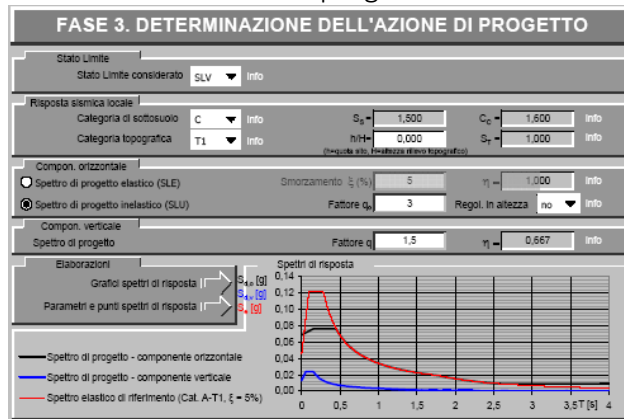 FASE 3. DETERMINAZIONE DELL'AZIONE DI PROGETTO
Stato Limite
Stato Limite considerato SLV Info
Risposta sismica locale
Categoria di sottosuolo C Info S_S = 1,500 C_C = 1,600 Info
Categoria topografica T1 Info h/H= 0,000 S_T = 1,000 Info
(h=quota sito, H=altezza rilievo topografico)
Compon. orizzontale
Spettro di progetto elastico (SLE) Smorzamento ξ (%) 5 η = 1,000 Info
Spettro di progetto inelastico (SLU) Fattore q_o 3 Regol. in altezza no Info
Compon. verticale
Spettro di progetto Fattore q 1,5 η = 0,667 Info
Elaborazioni
Grafici spettri di risposta
Parametri e punti spettri di risposta
Spettro di progetto - componente orizzontale
Spettro di progetto - componente verticale
Spettro elastico di riferimento (Cat. A-T1, ξ = 5%)
Spettri di risposta
S_d,o [g]
S_d,v [g]
S_e [g]
0,14
0,12
0,10
0,08
0,06
0,04
0,02
0,00
0 0,5 1 1,5 2 2,5 3 3,5 T [s] 4